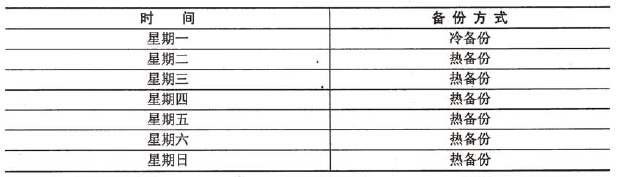 时 间 备 份 方 式
星期一 冷备份
星期二 热备份
星期三 热备份
星期四 热备份
星期五 热备份
星期六 热备份
星期日 热备份